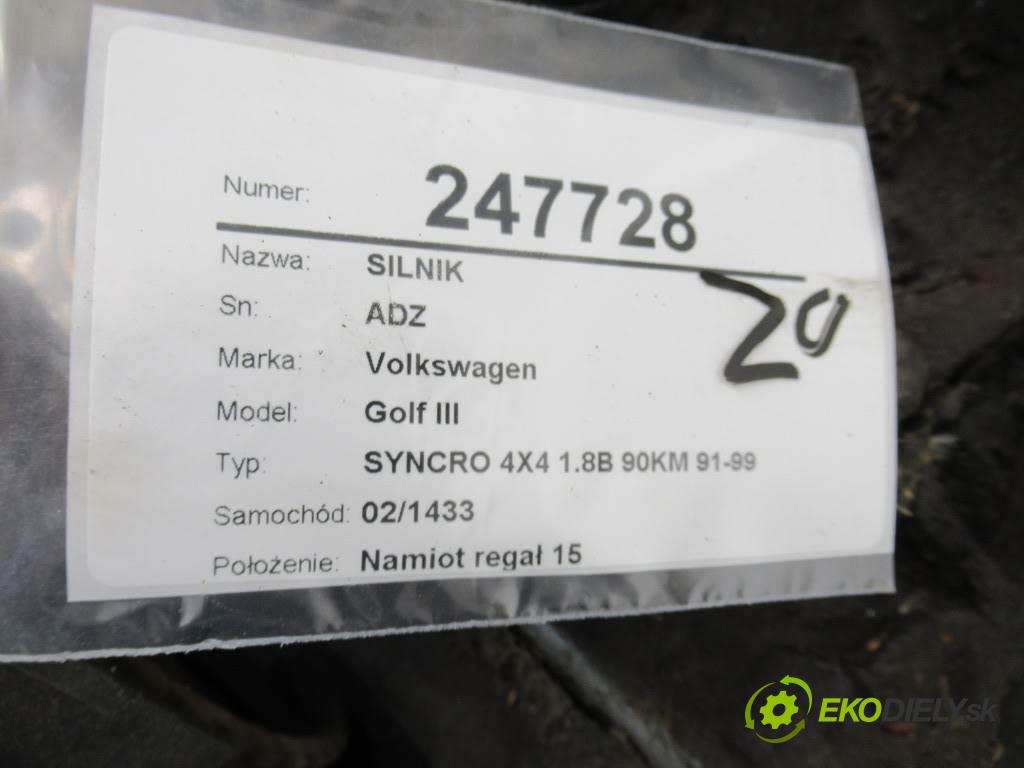 Numer: 247728
Nazwa: SILNIK
20
Sn: ADZ
Marka: Volkswagen
Model: Golf III
Typ: SYNCRO 4X4 1.8B 90KM 91-99
Samochód: 02/1433
Położenie: Namiot regał 15
EKODIELY.sk